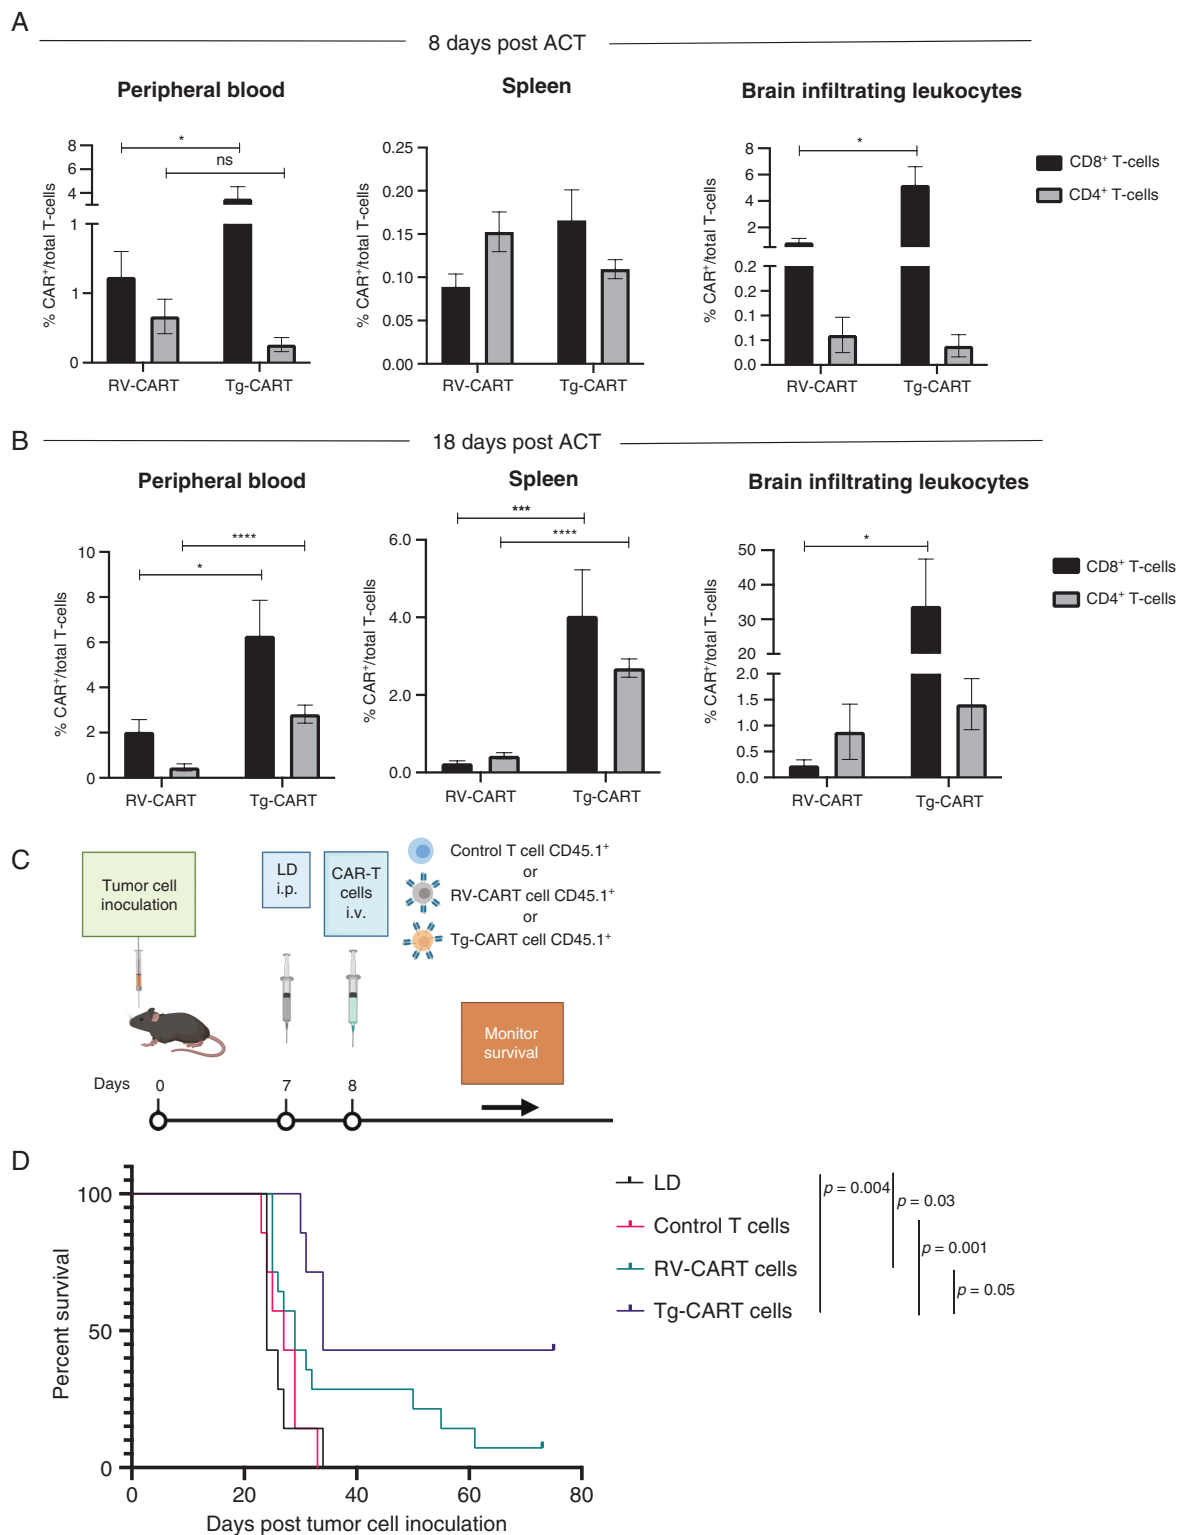 A
8 days post ACT
Peripheral blood
Spleen
Brain infiltrating leukocytes
% CAR⁺/total T-cells
8
6
4
1
1
0
*
ns
RV-CART
Tg-CART
% CAR⁺/total T-cells
0.25
0.20
0.15
0.10
0.05
0.00
RV-CART
Tg-CART
% CAR⁺/total T-cells
8
6
4
2
0.2
0.2
0.1
0.1
0.0
*
RV-CART
Tg-CART
CD8⁺ T-cells
CD4⁺ T-cells
B
18 days post ACT
Peripheral blood
Spleen
Brain infiltrating leukocytes
% CAR⁺/total T-cells
10
8
6
4
2
0
****
*
RV-CART
Tg-CART
% CAR⁺/total T-cells
6.0
4.0
2.0
0.0
***
****
RV-CART
Tg-CART
% CAR⁺/total T-cells
50
40
30
20
2.0
1.5
1.0
0.5
0.0
*
RV-CART
Tg-CART
CD8⁺ T-cells
CD4⁺ T-cells
C
Tumor cell
inoculation
LD
i.p.
CAR-T
cells
i.v.
Control T cell CD45.1⁺
or
RV-CART cell CD45.1⁺
or
Tg-CART cell CD45.1⁺
Monitor
survival
Days
0
7
8
D
Percent survival
100
50
0
0
20
40
60
80
Days post tumor cell inoculation
LD
Control T cells
RV-CART cells
Tg-CART cells
p = 0.004
p = 0.03
p = 0.001
p = 0.05